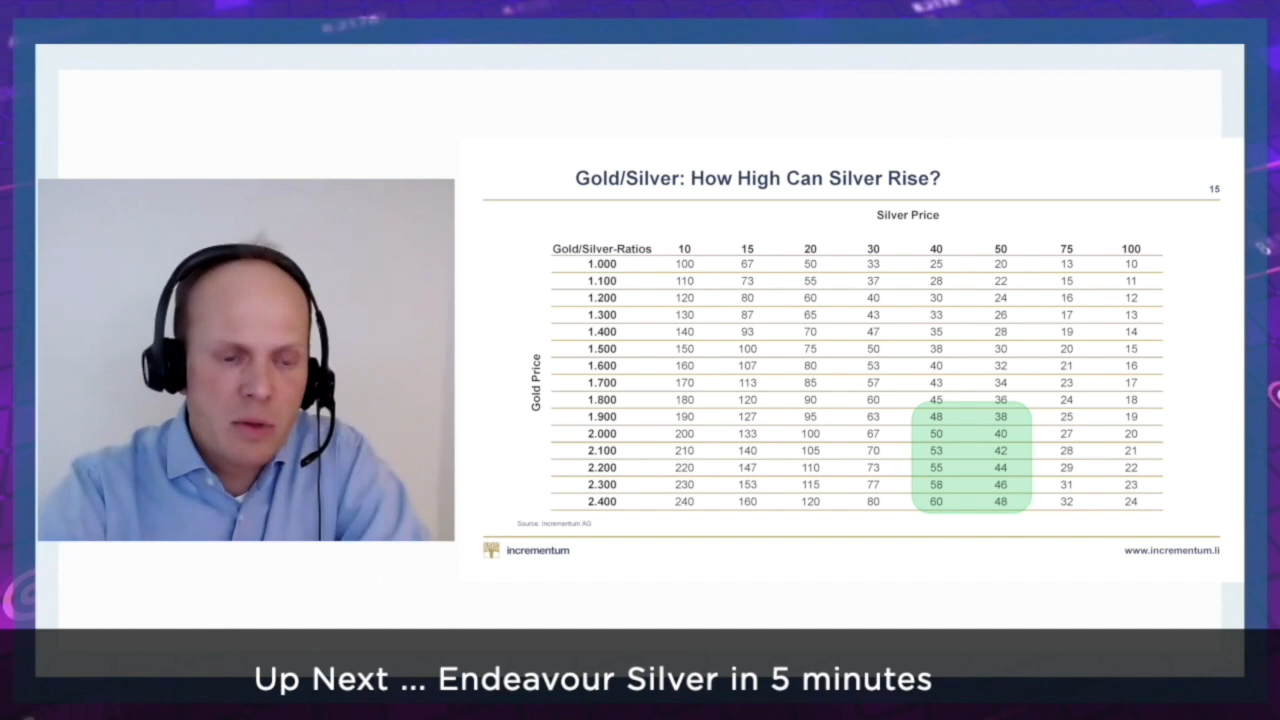 Gold/Silver: How High Can Silver Rise?
15
Silver Price
Gold/Silver-Ratios 10 15 20 30 40 50 75 100
1.000 100 67 50 33 25 20 13 10
1.100 110 73 55 37 28 22 15 11
1.200 120 80 60 40 30 24 16 12
1.300 130 87 65 43 33 26 17 13
1.400 140 93 70 47 35 28 19 14
1.500 150 100 75 50 38 30 20 15
1.600 160 107 80 53 40 32 21 16
1.700 170 113 85 57 43 34 23 17
1.800 180 120 90 60 45 36 24 18
1.900 190 127 95 63 48 38 25 19
2.000 200 133 100 67 50 40 27 20
2.100 210 140 105 70 53 42 28 21
2.200 220 147 110 73 55 44 29 22
2.300 230 153 115 77 58 46 31 23
2.400 240 160 120 80 60 48 32 24
Gold Price
Source: Incrementum AG
incrementum
www.incrementum.li
Up Next ... Endeavour Silver in 5 minutes